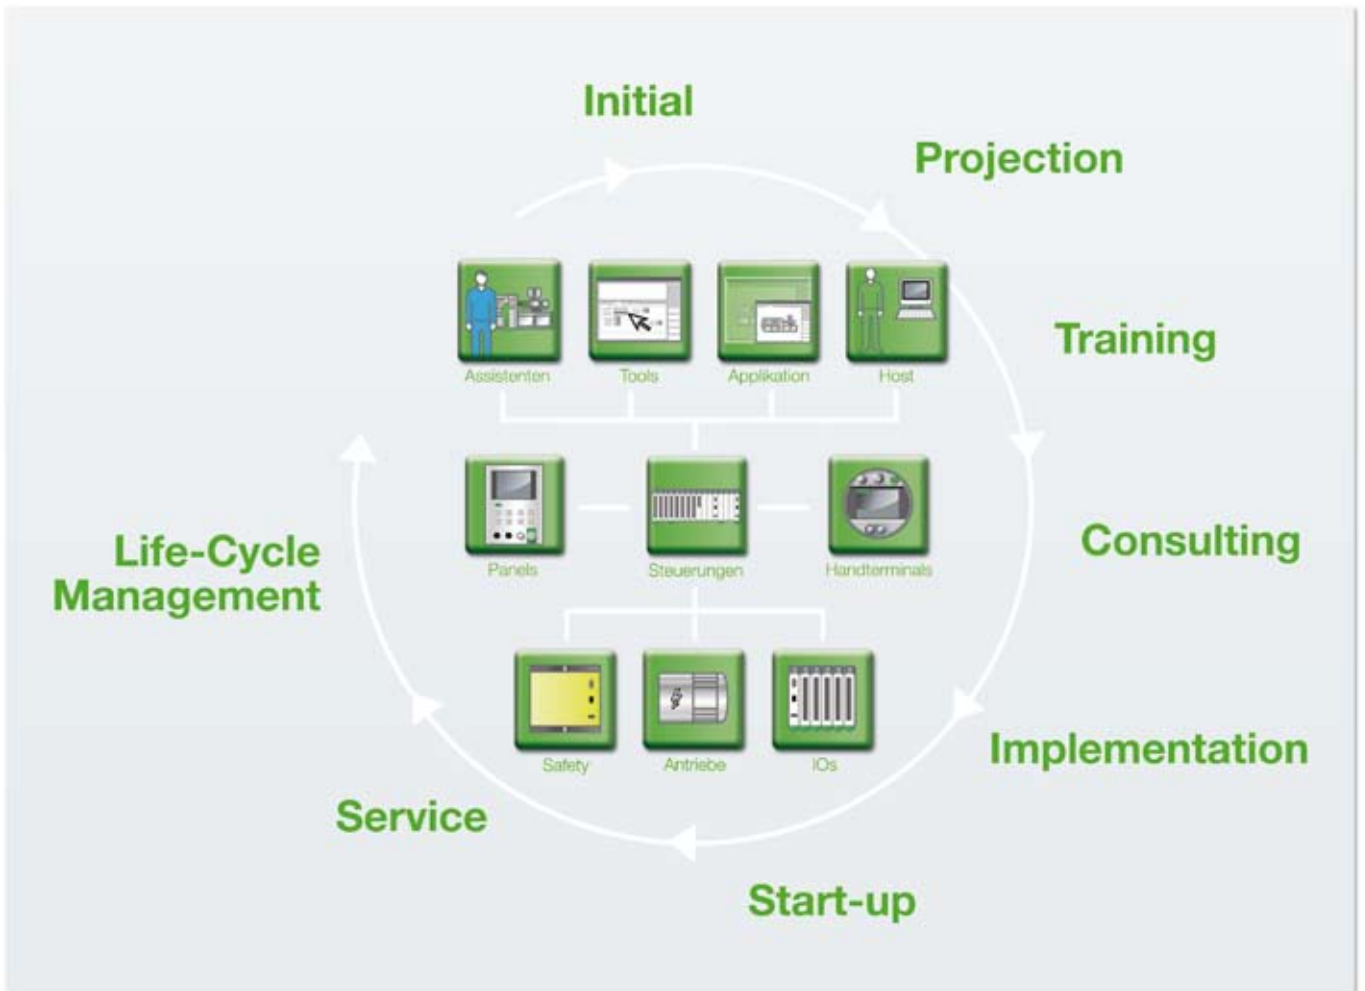 Initial
Projection
Training
Assistenten
Tools
Applikation
Host
Consulting
Panels
Steuerungen
Handterminals
Life-Cycle
Management
Implementation
Safety
Antriebe
IOs
Service
Start-up